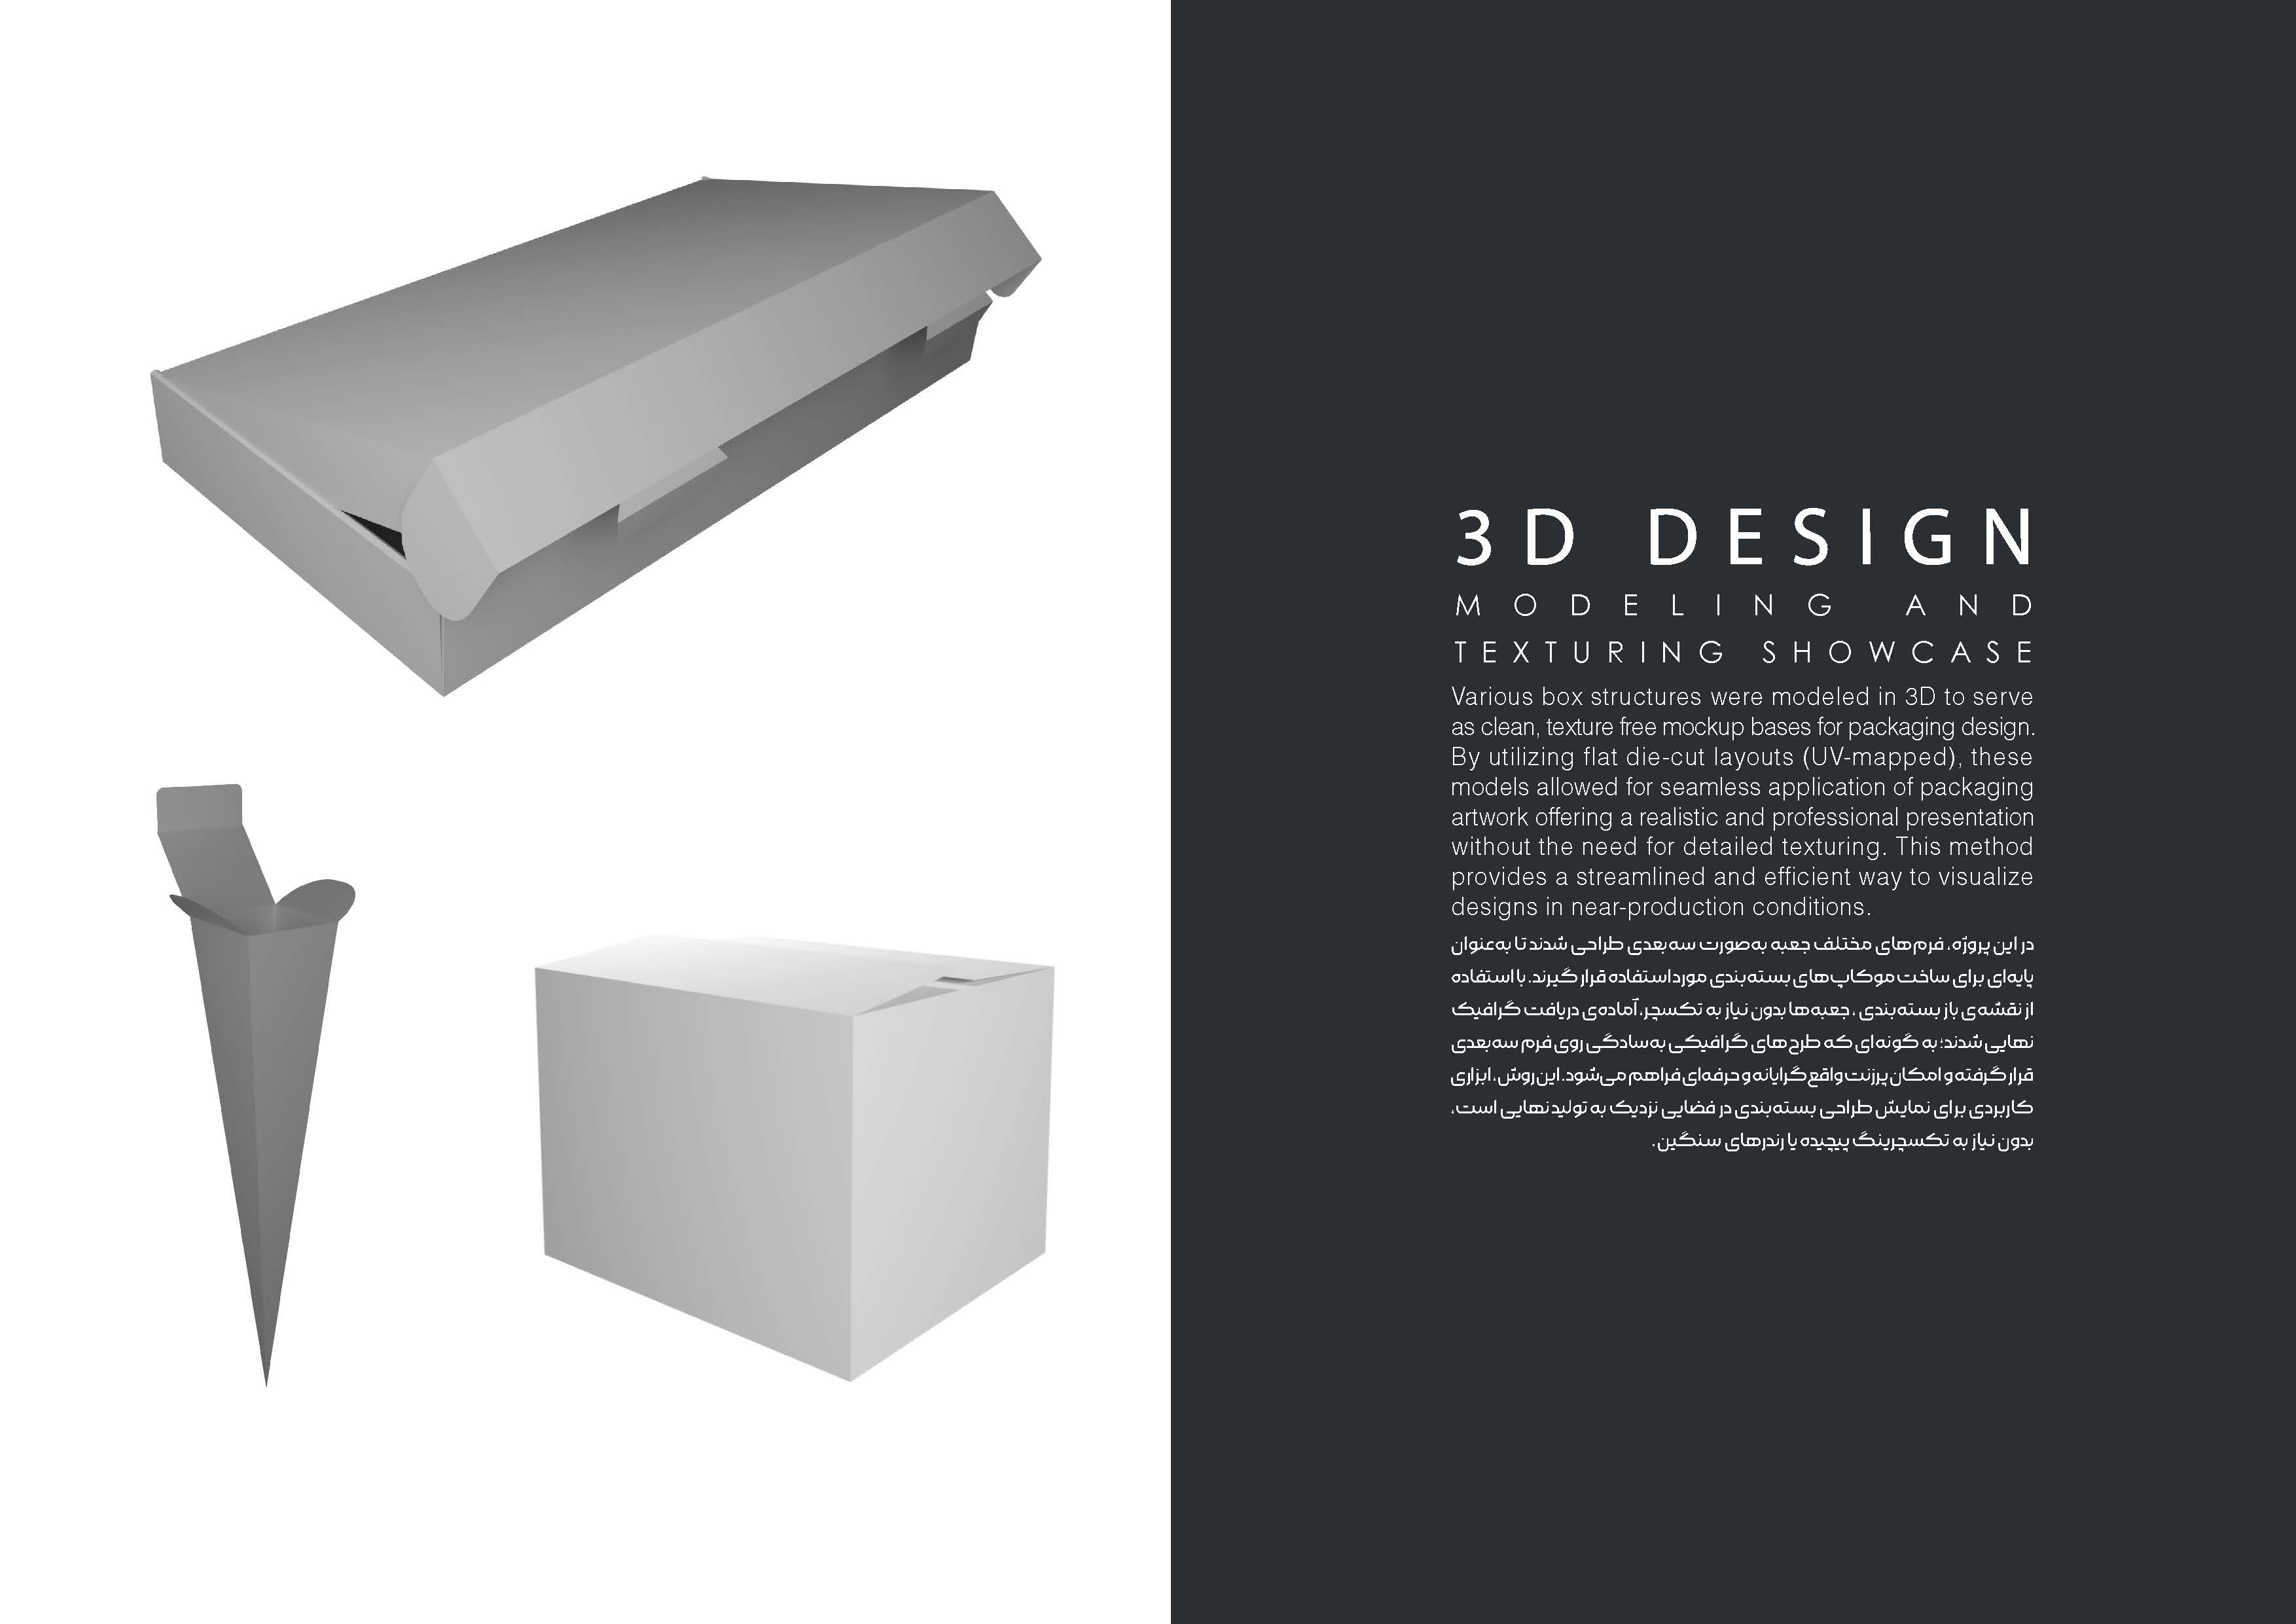 3D DESIGN
MODELING AND
TEXTURING SHOWCASE
Various box structures were modeled in 3D to serve
as clean, texture free mockup bases for packaging design.
By utilizing flat die-cut layouts (UV-mapped), these
models allowed for seamless application of packaging
artwork offering a realistic and professional presentation
without the need for detailed texturing. This method
provides a streamlined and efficient way to visualize
designs in near-production conditions.
در این پروژه، فرم‌های مختلف جعبه به‌صورت سه‌بعدی طراحی شدند تا به‌عنوان
پایه‌ای برای ساخت موکاپ‌های بسته‌بندی مورد استفاده قرار گیرند. با استفاده
از نقشه‌ی باز بسته‌بندی، جعبه‌ها بدون نیاز به تکسچر، آماده‌ی دریافت گرافیک
نهایی شدند؛ به گونه‌ای که طرح‌های گرافیکی به‌سادگی روی فرم سه‌بعدی
قرار گرفته و امکان پرزنت واقع‌گرایانه و حرفه‌ای فراهم می‌شود. این روش، ابزاری
کاربردی برای نمایش طراحی بسته‌بندی در فضایی نزدیک به تولید نهایی است،
بدون نیاز به تکسچرینگ پیچیده یا رندرهای سنگین.